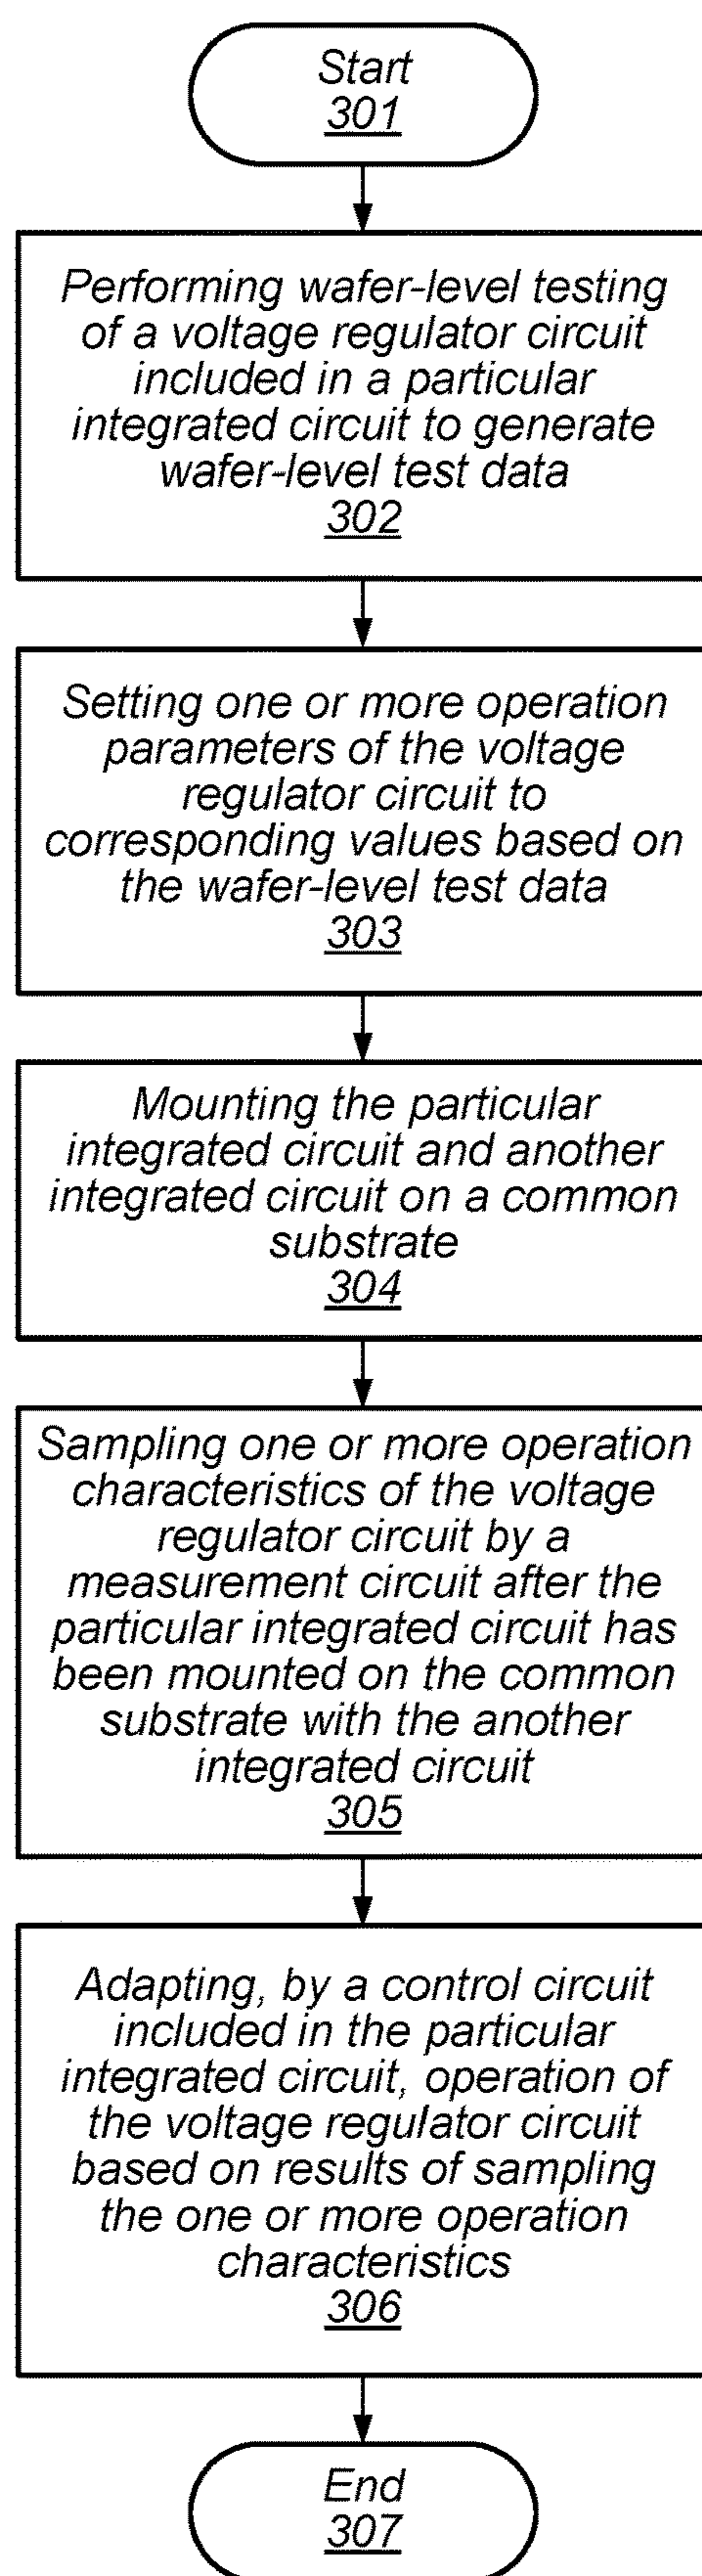 Start
301
Performing wafer-level testing
of a voltage regulator circuit
included in a particular
integrated circuit to generate
wafer-level test data
302
Setting one or more operation
parameters of the voltage
regulator circuit to
corresponding values based on
the wafer-level test data
303
Mounting the particular
integrated circuit and another
integrated circuit on a common
substrate
304
Sampling one or more operation
characteristics of the voltage
regulator circuit by a
measurement circuit after the
particular integrated circuit has
been mounted on the common
substrate with the another
integrated circuit
305
Adapting, by a control circuit
included in the particular
integrated circuit, operation of
the voltage regulator circuit
based on results of sampling
the one or more operation
characteristics
306
End
307